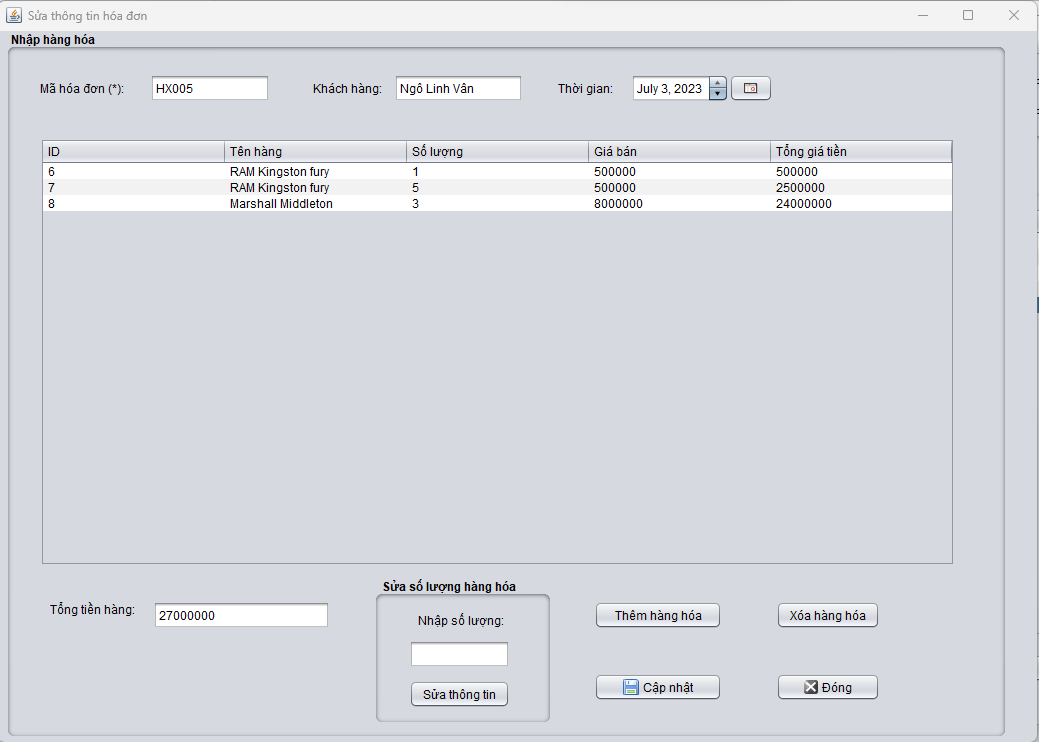 Sửa thông tin hóa đơn
Nhập hàng hóa
Mã hóa đơn (*): HX005 Khách hàng: Ngô Linh Vân Thời gian: July 3, 2023
ID Tên hàng Số lượng Giá bán Tổng giá tiền
6 RAM Kingston fury 1 500000 500000
7 RAM Kingston fury 5 500000 2500000
8 Marshall Middleton 3 8000000 24000000
Tổng tiền hàng: 27000000
Sửa số lượng hàng hóa
Nhập số lượng:
Sửa thông tin
Thêm hàng hóa Xóa hàng hóa
Cập nhật Đóng